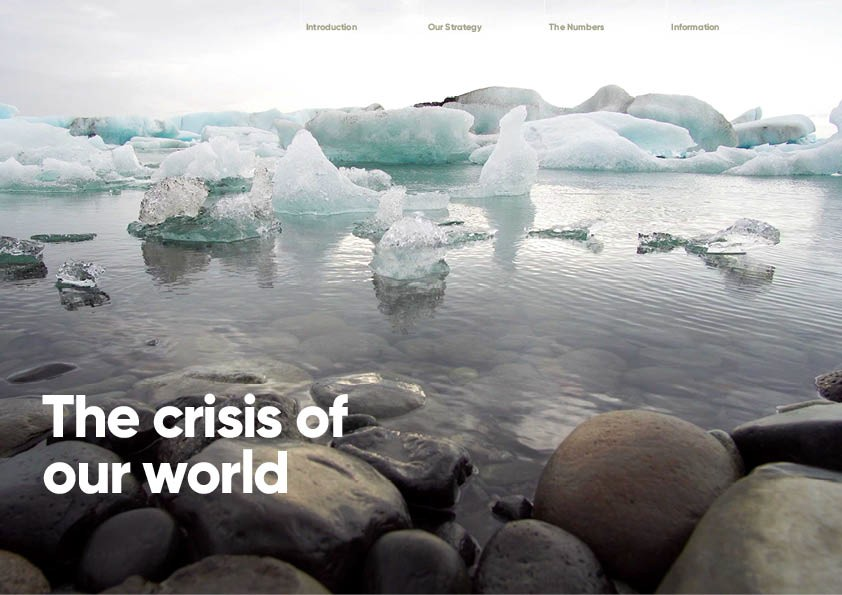 Introduction
Our Strategy
The Numbers
Information
The crisis of
our world